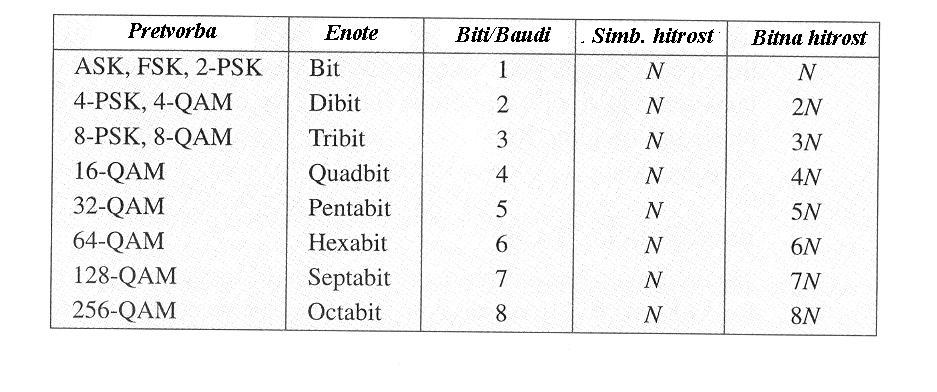 Pretvorba Enote Biti/Baudi . Simb. hitrost Bitna hitrost
ASK, FSK, 2-PSK Bit 1 N N
4-PSK, 4-QAM Dibit 2 N 2N
8-PSK, 8-QAM Tribit 3 N 3N
16-QAM Quadbit 4 N 4N
32-QAM Pentabit 5 N 5N
64-QAM Hexabit 6 N 6N
128-QAM Septabit 7 N 7N
256-QAM Octabit 8 N 8N